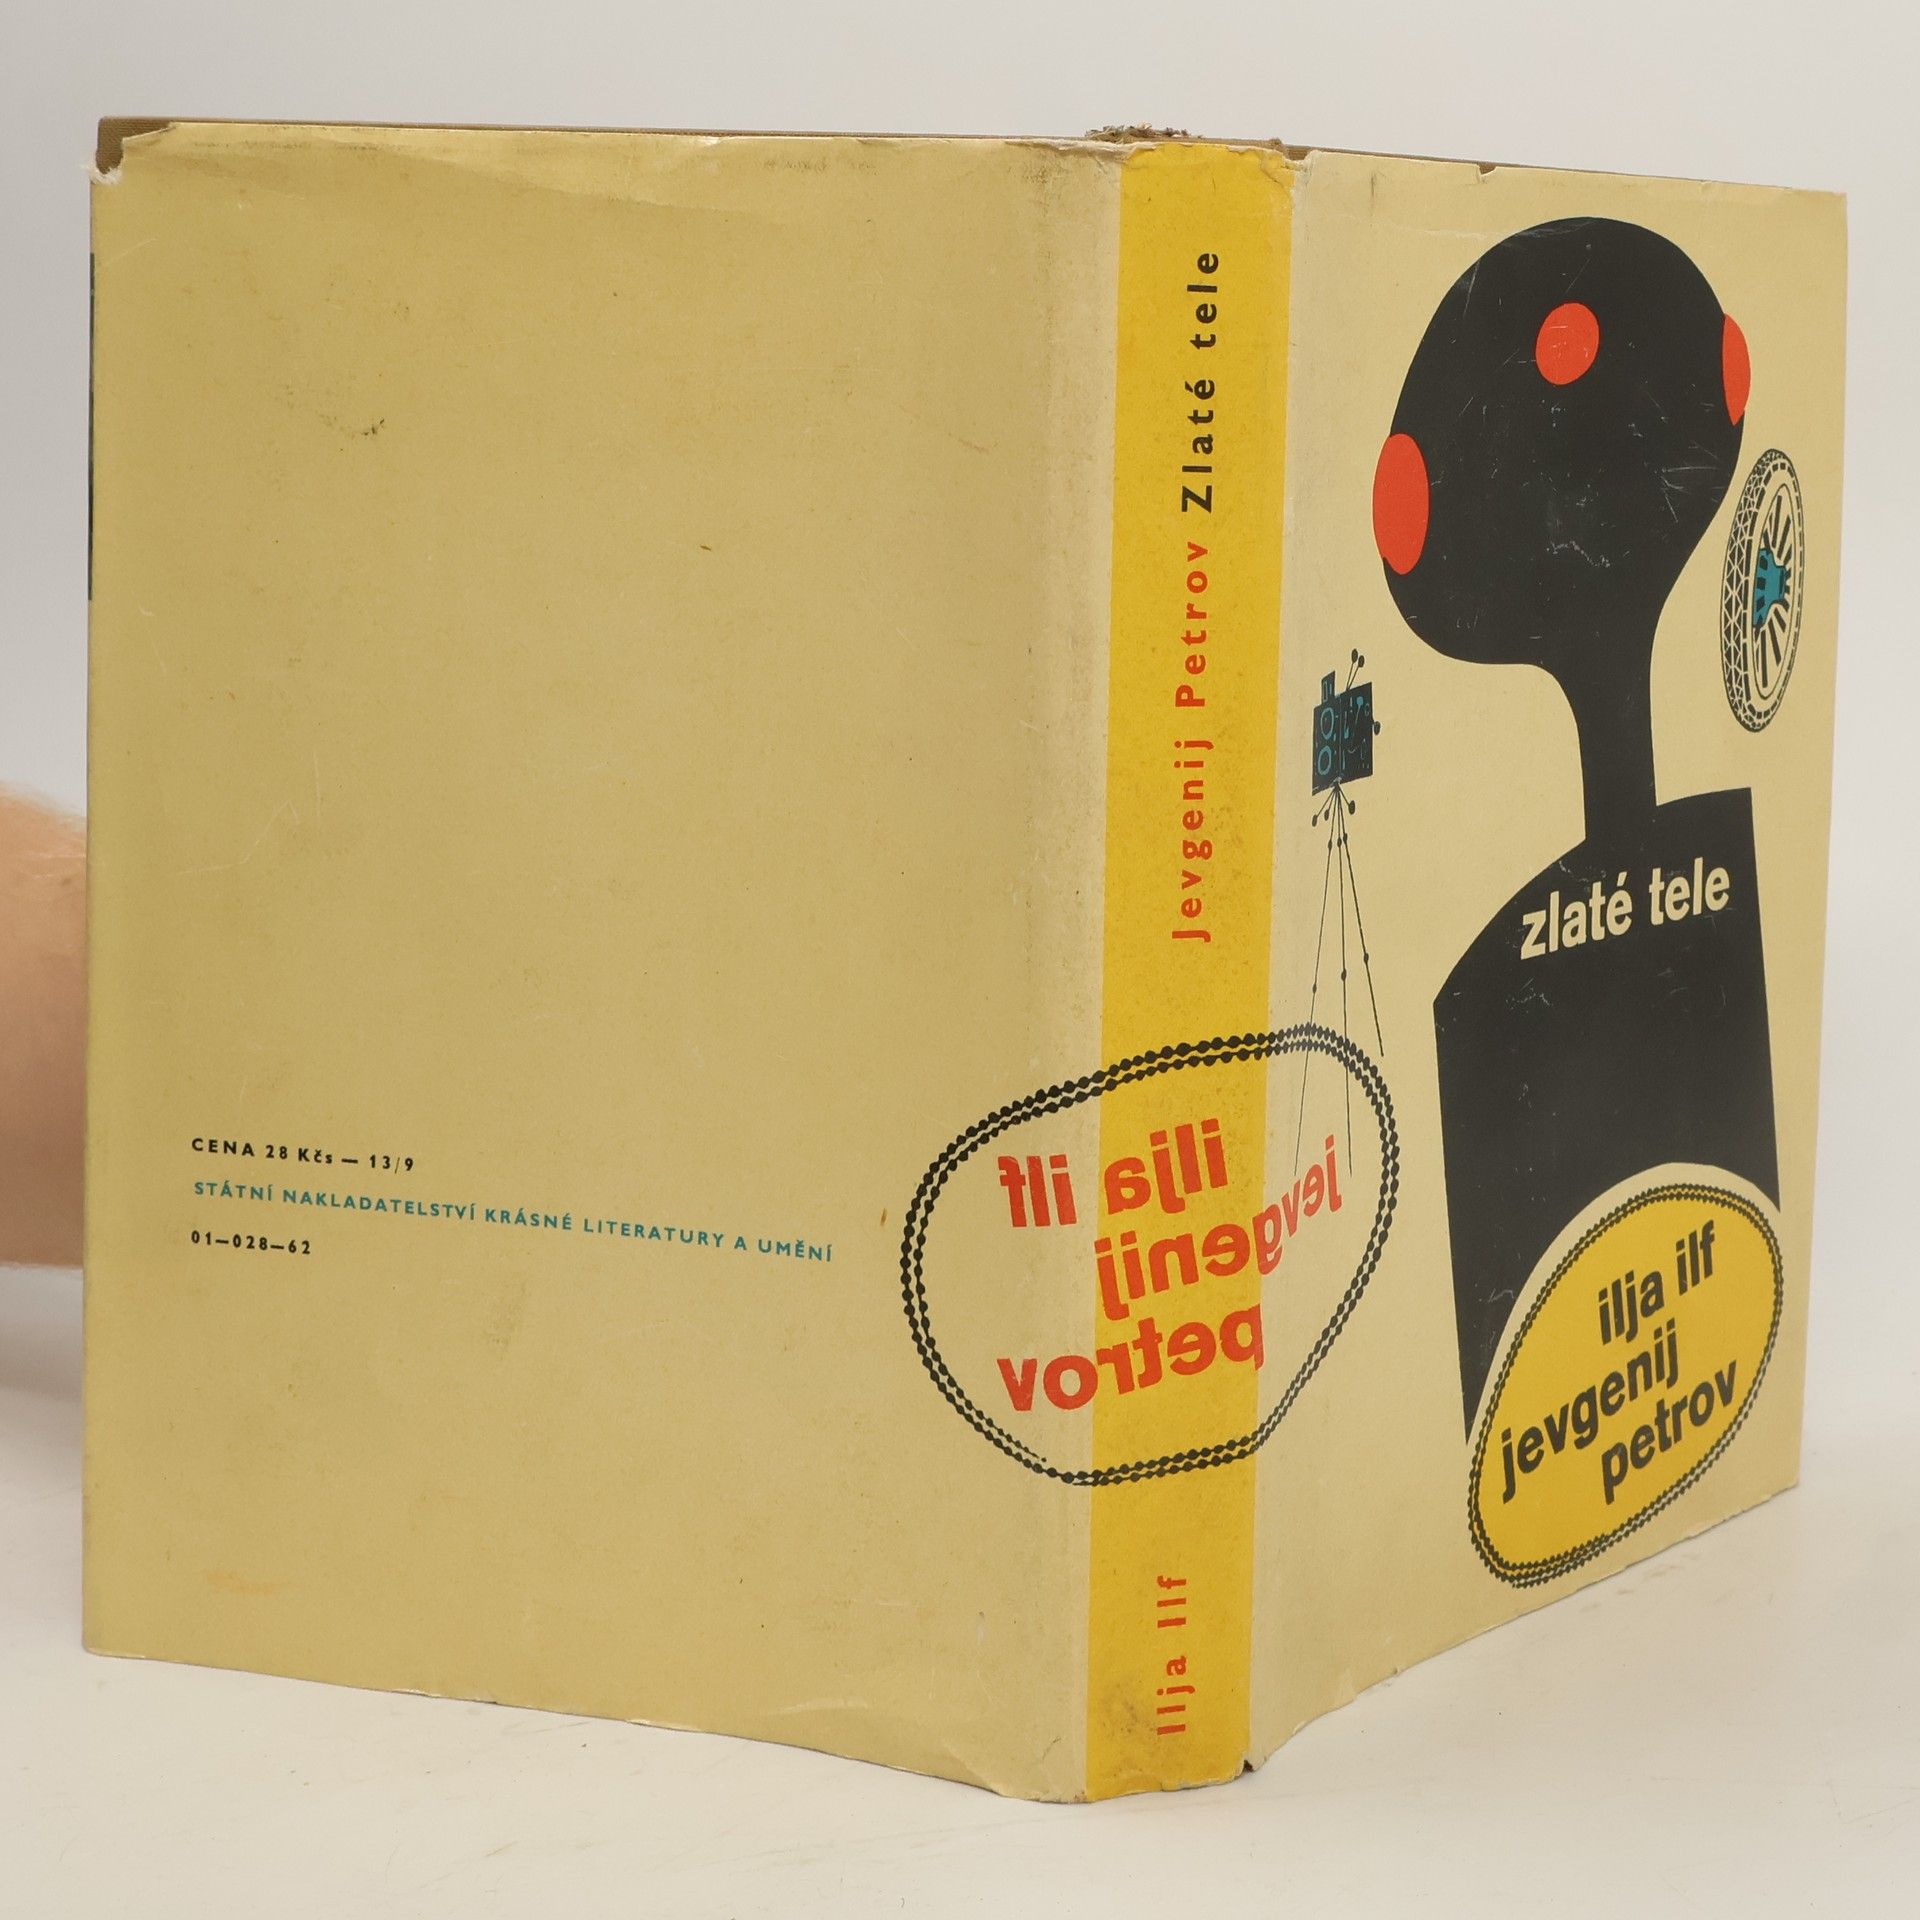 CENA 28 Kčs — 13/9
STÁTNÍ NAKLADATELSTVÍ KRÁSNÉ LITERATURY A UMĚNÍ
01—028—62
Ilja Ilf Jevgenij Petrov Zlaté tele
ilja ilf
jevgenij
petrov
zlaté tele
ilja ilf
jevgenij
petrov